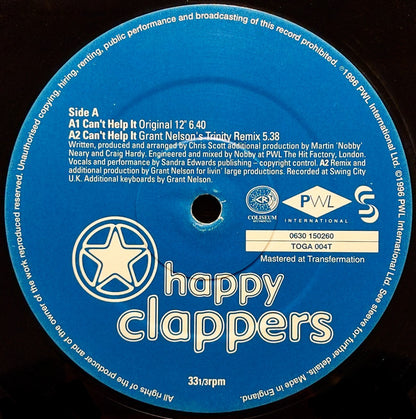 Unauthorised copying, hiring, renting, public performance and broadcasting of this record prohibited. ℗1996 PWL International Ltd. ©1996 PWL International Ltd. See sleeve for further details. Made in England.
All rights of the producer and of the owner of the work reproduced reserved.
Side A
A1 Can't Help It Original 12" 6.40
A2 Can't Help It Grant Nelson's Trinity Remix 5.38
Written, produced and arranged by Chris Scott additional production by Martin 'Nobby'
Neary and Craig Hardy. Engineered and mixed by Nobby at PWL The Hit Factory, London.
Vocals and performance by Sandra Edwards publishing – copyright control. A2 Remix and
additional production by Grant Nelson for livin' large productions. Recorded at Swing City
U.K. Additional keyboards by Grant Nelson.
COLISEUM
PWL
INTERNATIONAL
0630 150260
TOGA 004T
Mastered at Transfermation
happy
clappers
33 1/3rpm